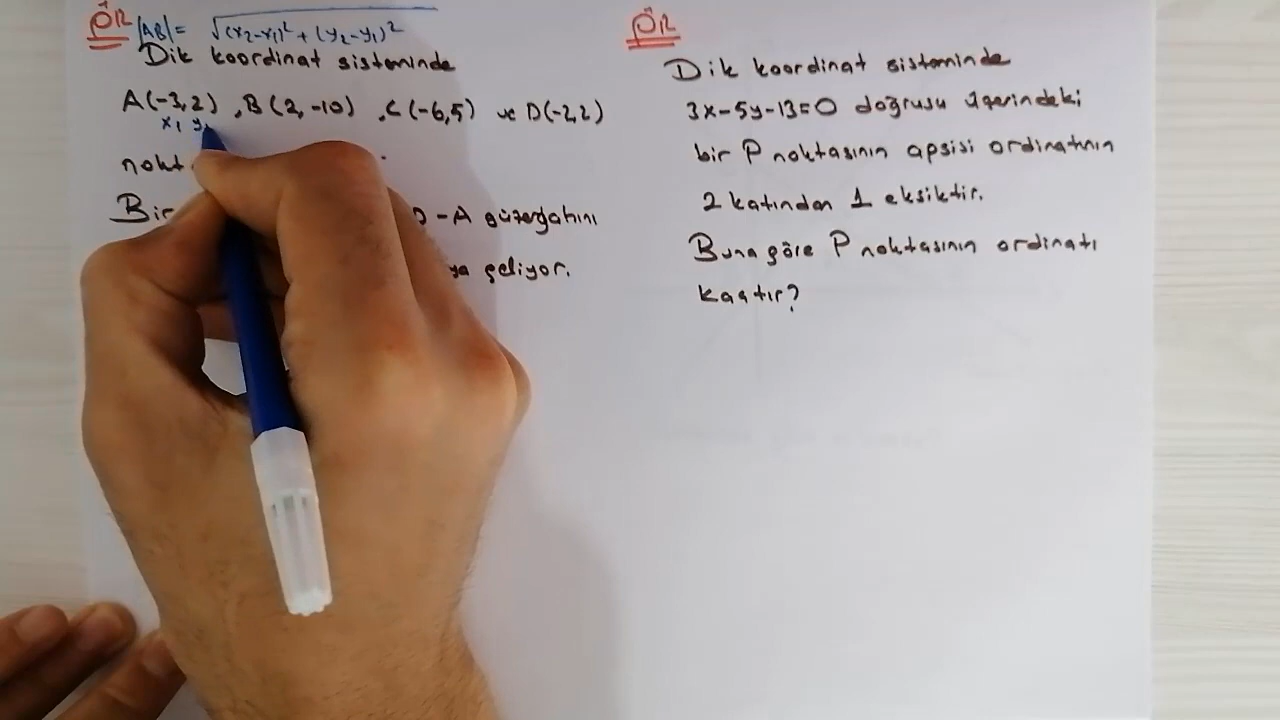 ÖR |AB| = √(x₂-x₁)² + (y₂-y₁)²
Dik koordinat sisteminde
A(-3,2) , B(2,-10) , C(-6,5) ve D(-2,2)
x₁ y
nokt
Bir - A güzergahını
ya geliyor.
ÖR
Dik koordinat sisteminde
3x-5y-13=0 doğrusu üzerindeki
bir P noktasının apsisi ordinatının
2 katından 1 eksiktir.
Buna göre P noktasının ordinatı
kaçtır?